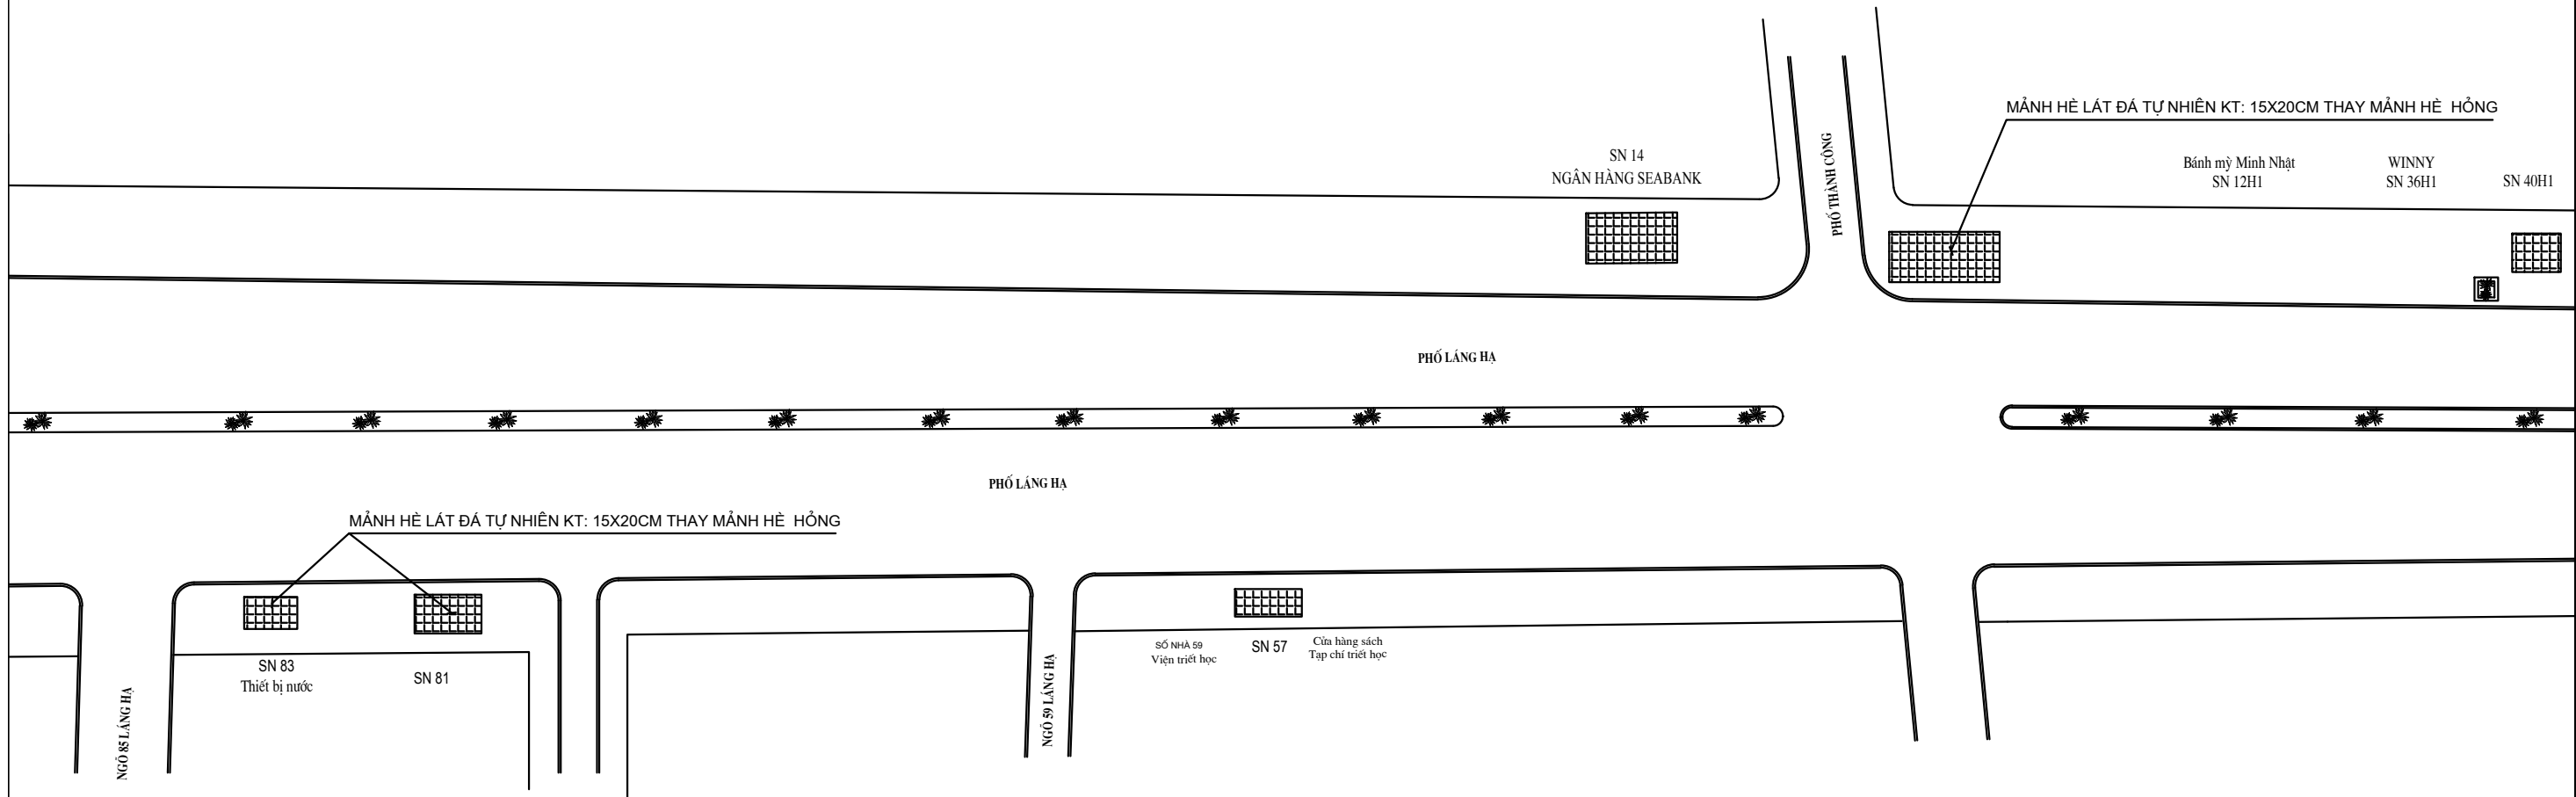 MẢNH HÈ LÁT ĐÁ TỰ NHIÊN KT: 15X20CM THAY MẢNH HÈ HỎNG
SN 14
NGÂN HÀNG SEABANK
PHỐ THÀNH CÔNG
Bánh mỳ Minh Nhật
SN 12H1
WINNY
SN 36H1
SN 40H1
PHỐ LÁNG HẠ
PHỐ LÁNG HẠ
MẢNH HÈ LÁT ĐÁ TỰ NHIÊN KT: 15X20CM THAY MẢNH HÈ HỎNG
SN 83
Thiết bị nước
SN 81
SỐ NHÀ 59
Viện triết học
SN 57
Cửa hàng sách
Tạp chí triết học
NGÕ 85 LÁNG HẠ
NGÕ 59 LÁNG HẠ